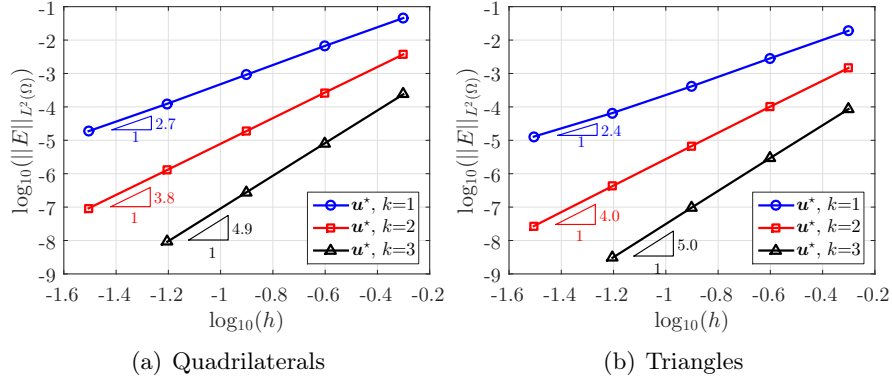 -1
-2
-3
-4
-5
-6
-7
-8
-9
log₁₀(||E||_{L²(Ω)})
2.7
1
3.8
1
4.9
1
u⋆, k=1
u⋆, k=2
u⋆, k=3
-1.6 -1.4 -1.2 -1 -0.8 -0.6 -0.4 -0.2
log₁₀(h)
(a) Quadrilaterals
-1
-2
-3
-4
-5
-6
-7
-8
-9
log₁₀(||E||_{L²(Ω)})
2.4
1
4.0
1
5.0
1
u⋆, k=1
u⋆, k=2
u⋆, k=3
-1.6 -1.4 -1.2 -1 -0.8 -0.6 -0.4 -0.2
log₁₀(h)
(b) Triangles